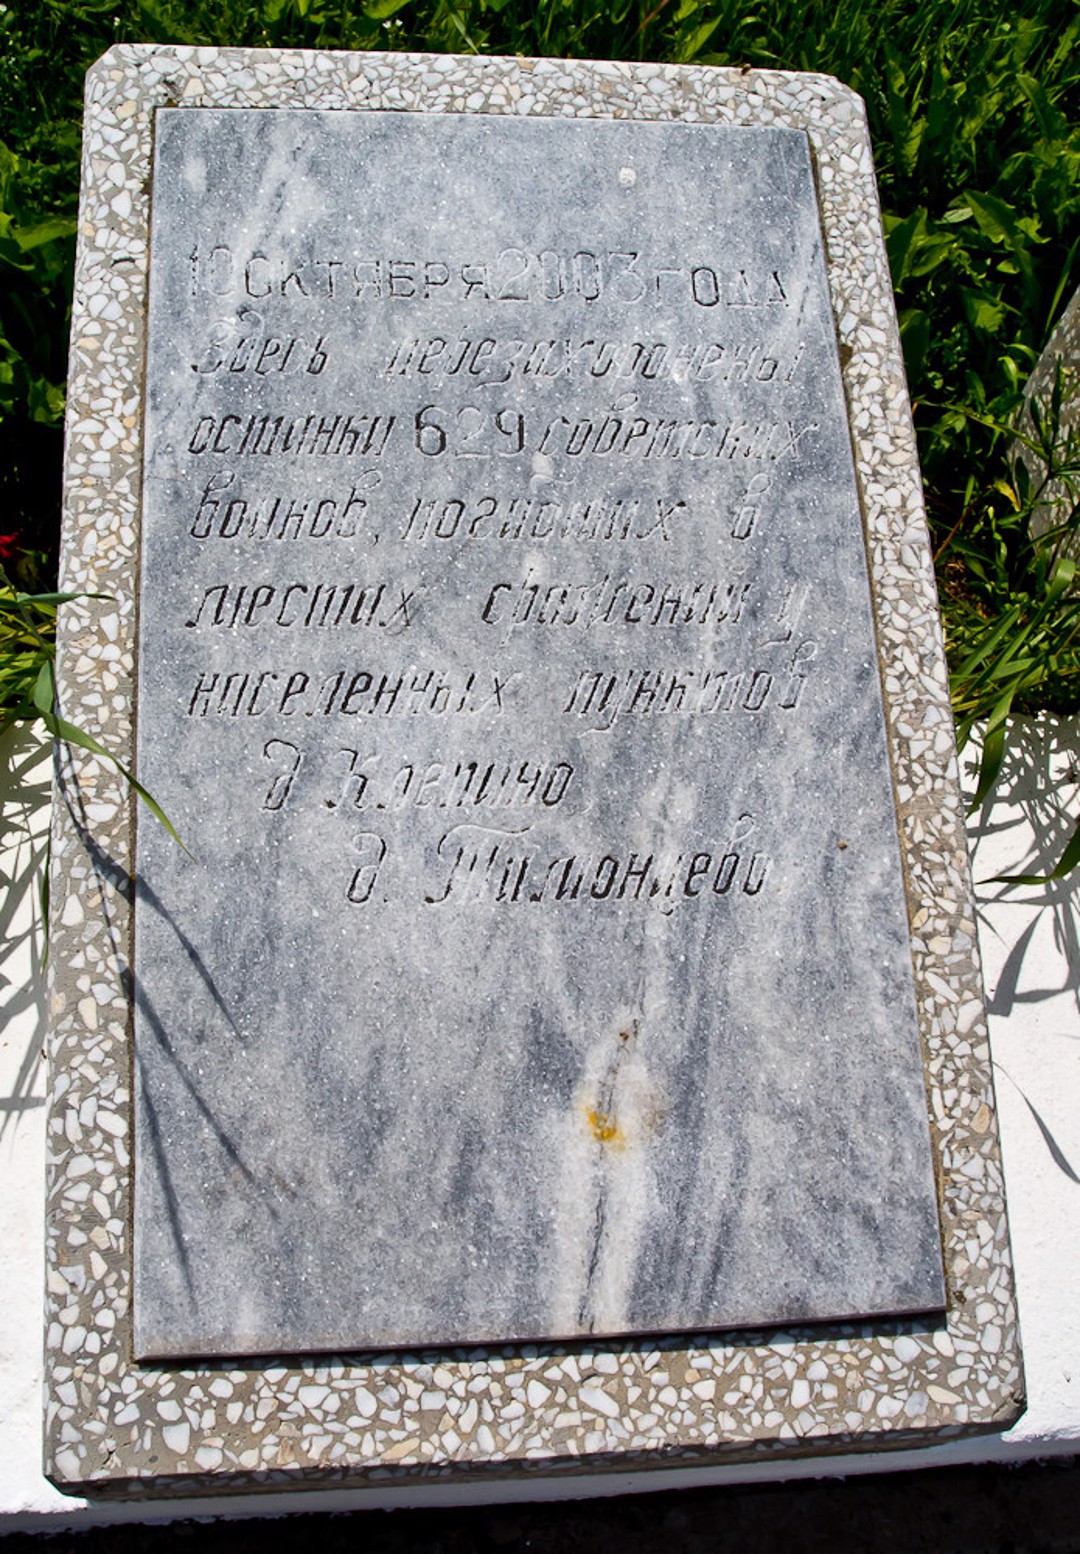 10 ОКТЯБРЯ 2003 ГОДА
Здесь перезахоронены
останки 629 советских
воинов, погибших в
местах сражений у
населенных пунктов
д Клепино
д. Тимонцево